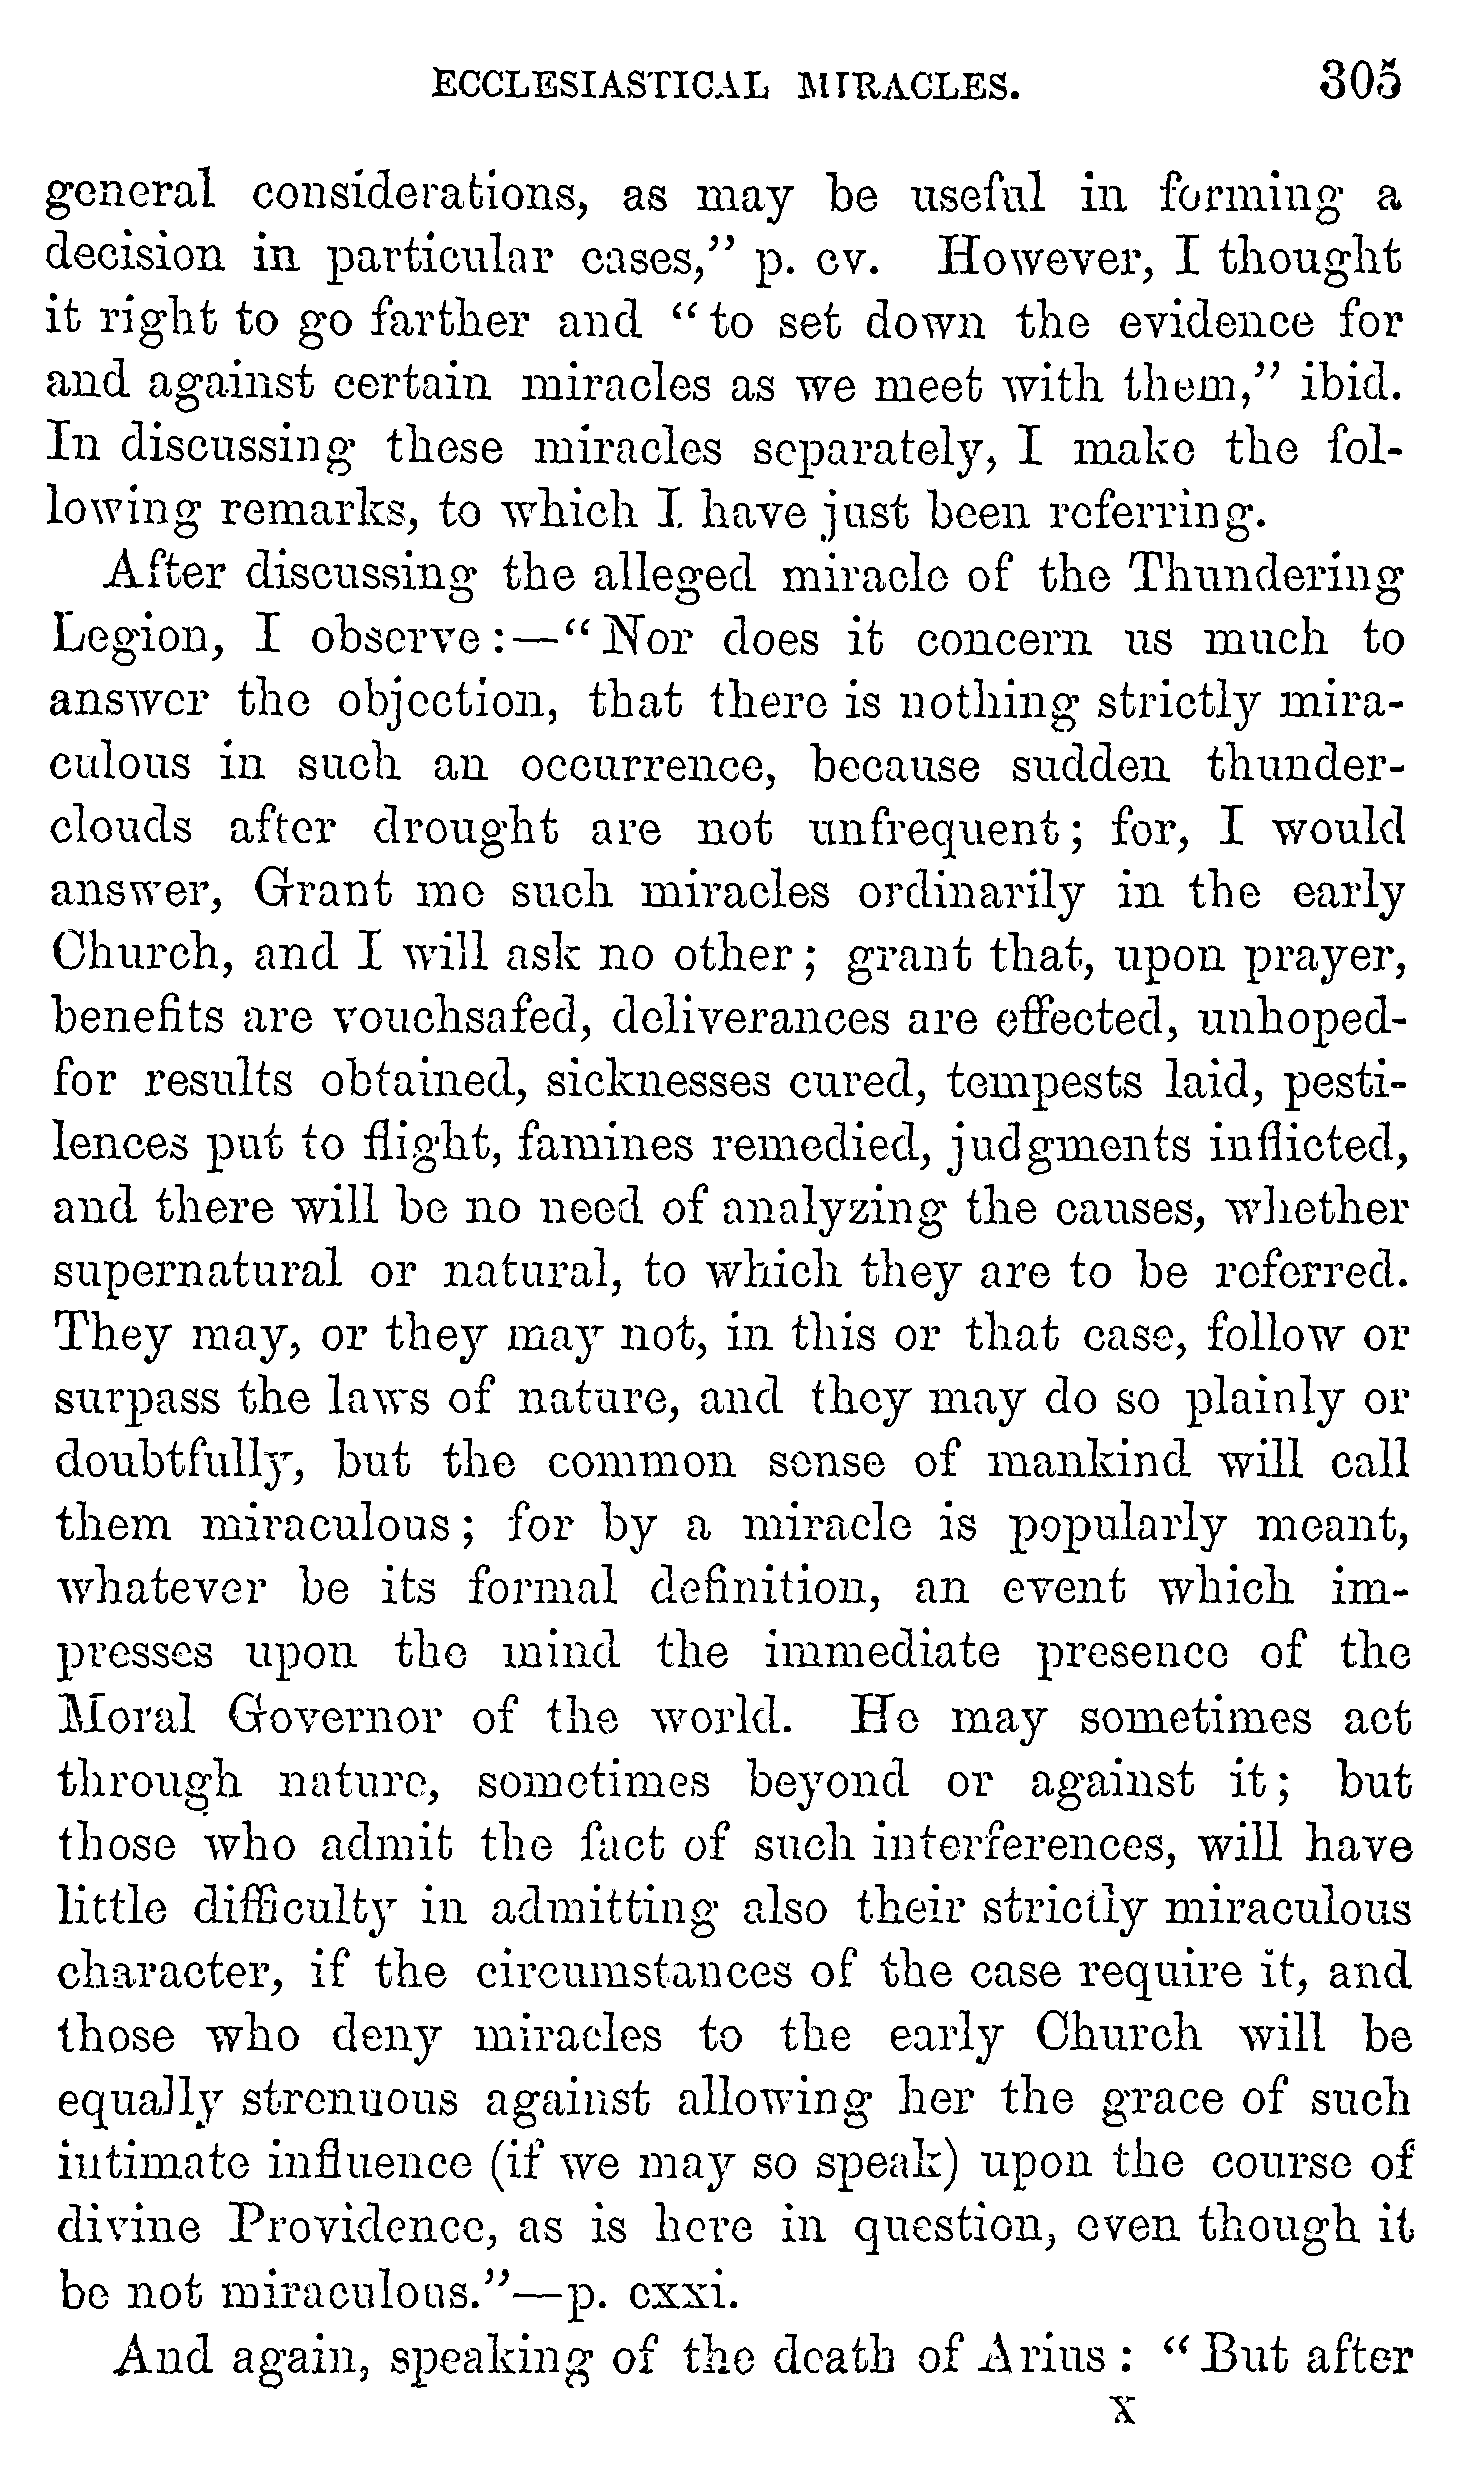 ECCLESIASTICAL MIRACLES. 305
general considerations, as may be useful in forming a
decision in particular cases,” p. cv. However, I thought
it right to go farther and “to set down the evidence for
and against certain miracles as we meet with them,” ibid.
In discussing these miracles separately, I make the fol-
lowing remarks, to which I have just been referring.
After discussing the alleged miracle of the Thundering
Legion, I observe:—“Nor does it concern us much to
answer the objection, that there is nothing strictly mira-
culous in such an occurrence, because sudden thunder-
clouds after drought are not unfrequent; for, I would
answer, Grant me such miracles ordinarily in the early
Church, and I will ask no other; grant that, upon prayer,
benefits are vouchsafed, deliverances are effected, unhoped-
for results obtained, sicknesses cured, tempests laid, pesti-
lences put to flight, famines remedied, judgments inflicted,
and there will be no need of analyzing the causes, whether
supernatural or natural, to which they are to be referred.
They may, or they may not, in this or that case, follow or
surpass the laws of nature, and they may do so plainly or
doubtfully, but the common sense of mankind will call
them miraculous; for by a miracle is popularly meant,
whatever be its formal definition, an event which im-
presses upon the mind the immediate presence of the
Moral Governor of the world. He may sometimes act
through nature, sometimes beyond or against it; but
those who admit the fact of such interferences, will have
little difficulty in admitting also their strictly miraculous
character, if the circumstances of the case require it, and
those who deny miracles to the early Church will be
equally strenuous against allowing her the grace of such
intimate influence (if we may so speak) upon the course of
divine Providence, as is here in question, even though it
be not miraculous.”—p. cxxi.
And again, speaking of the death of Arius: “But after
X